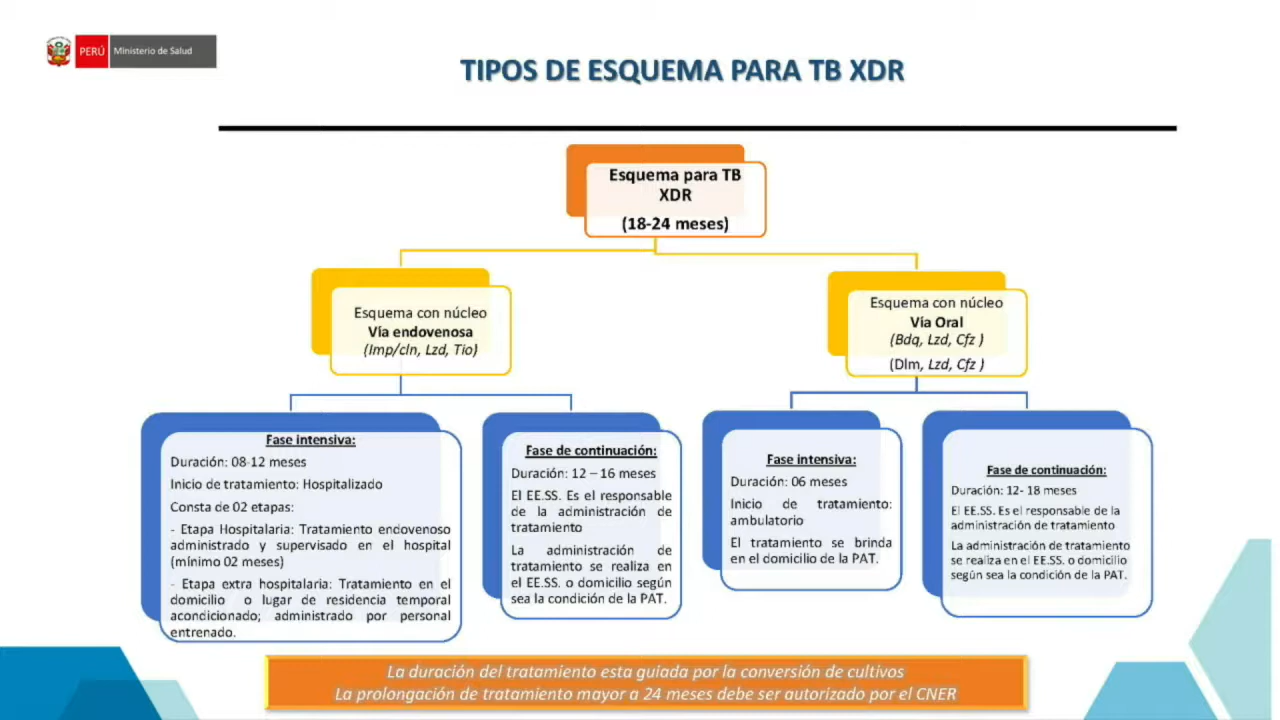 PERÚ
Ministerio de Salud
TIPOS DE ESQUEMA PARA TB XDR
Esquema para TB
XDR
(18-24 meses)
Esquema con núcleo
Vía endovenosa
(Imp/cln, Lzd, Tio)
Esquema con núcleo
Vía Oral
(Bdq, Lzd, Cfz )
(Dlm, Lzd, Cfz )
Fase intensiva:
Duración: 08-12 meses
Inicio de tratamiento: Hospitalizado
Consta de 02 etapas:
- Etapa Hospitalaria: Tratamiento endovenoso
administrado y supervisado en el hospital
(mínimo 02 meses)
- Etapa extra hospitalaria: Tratamiento en el
domicilio o lugar de residencia temporal
acondicionado; administrado por personal
entrenado.
Fase de continuación:
Duración: 12 – 16 meses
El EE.SS. Es el responsable
de la administración de
tratamiento
La administración de
tratamiento se realiza en
el EE.SS. o domicilio según
sea la condición de la PAT.
Fase intensiva:
Duración: 06 meses
Inicio de tratamiento:
ambulatorio
El tratamiento se brinda
en el domicilio de la PAT.
Fase de continuación:
Duración: 12- 18 meses
El EE.SS. Es el responsable de la
administración de tratamiento
La administración de tratamiento
se realiza en el EE.SS. o domicilio
según sea la condición de la PAT.
La duración del tratamiento esta guiada por la conversión de cultivos
La prolongación de tratamiento mayor a 24 meses debe ser autorizado por el CNER